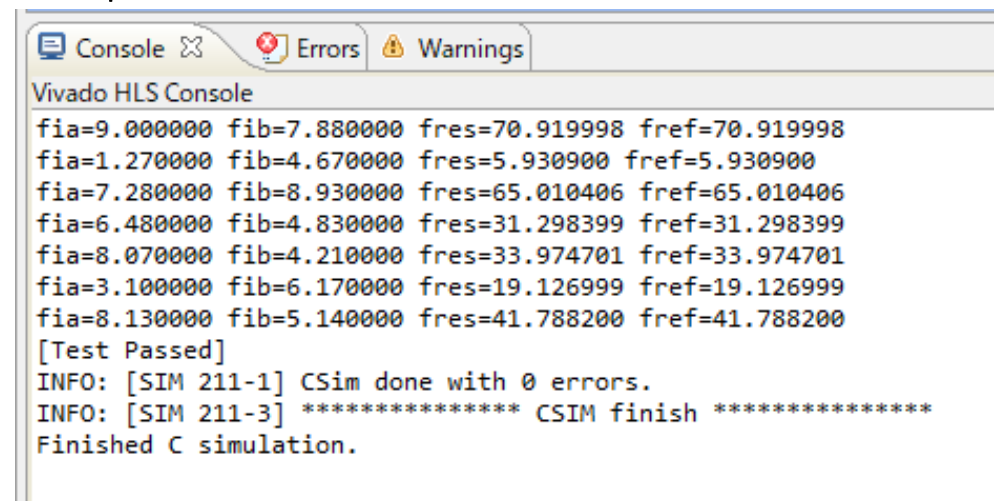 Console Errors Warnings
Vivado HLS Console
fia=9.000000 fib=7.880000 fres=70.919998 fref=70.919998
fia=1.270000 fib=4.670000 fres=5.930900 fref=5.930900
fia=7.280000 fib=8.930000 fres=65.010406 fref=65.010406
fia=6.480000 fib=4.830000 fres=31.298399 fref=31.298399
fia=8.070000 fib=4.210000 fres=33.974701 fref=33.974701
fia=3.100000 fib=6.170000 fres=19.126999 fref=19.126999
fia=8.130000 fib=5.140000 fres=41.788200 fref=41.788200
[Test Passed]
INFO: [SIM 211-1] CSim done with 0 errors.
INFO: [SIM 211-3] *************** CSIM finish ***************
Finished C simulation.